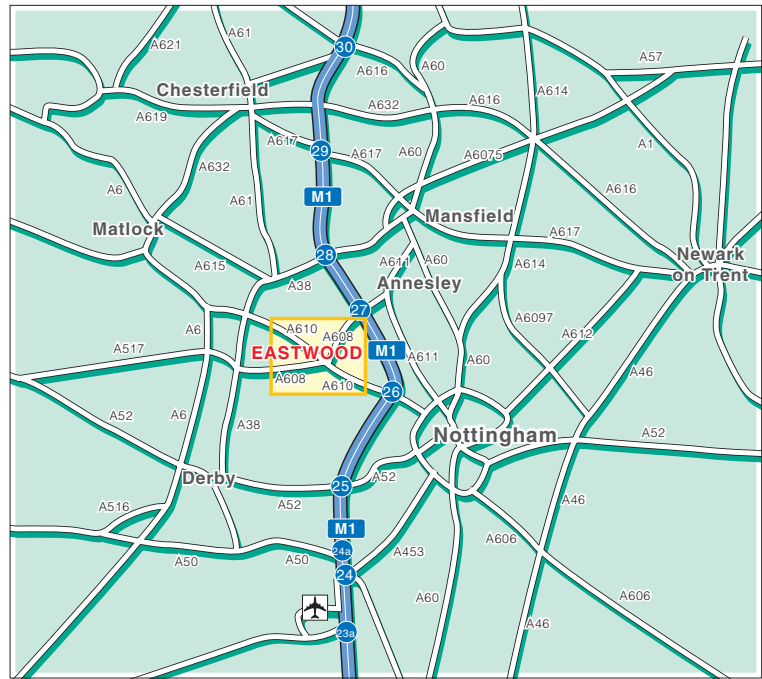 A621
A61
30
A616
A60
A57
Chesterfield
A632
A616
A614
A619
A617
A1
A632
29
A617
A60
A6075
A6
A61
A616
M1
Matlock
Mansfield
A617
28
A611
A60
A614
Newark
on Trent
A615
A38
Annesley
27
A6097
A6
A610
A608
A612
A517
EASTWOOD
M1
A611
A60
A46
A608
A610
26
A52
A6
A38
Nottingham
A52
Derby
25
A52
A52
A46
A516
M1
A606
A50
A50
24a
A453
24
A60
A606
23a
A46